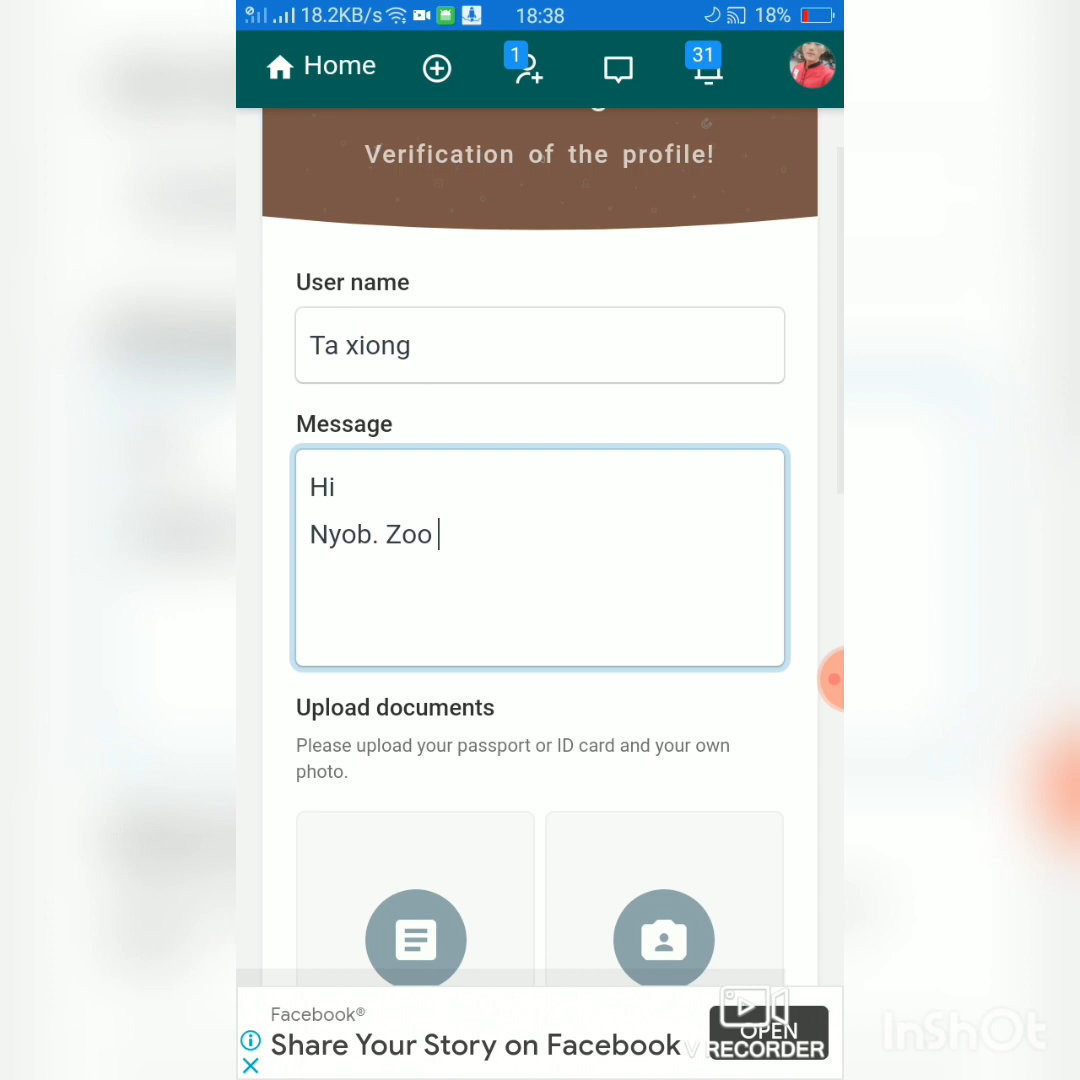 18.2KB/s 18:38 18%
Home 1 31
Verification of the profile!
User name
Ta xiong
Message
Hi
Nyob. Zoo
Upload documents
Please upload your passport or ID card and your own
photo.
Facebook®
Share Your Story on Facebook
OPEN
V RECORDER
InShOt